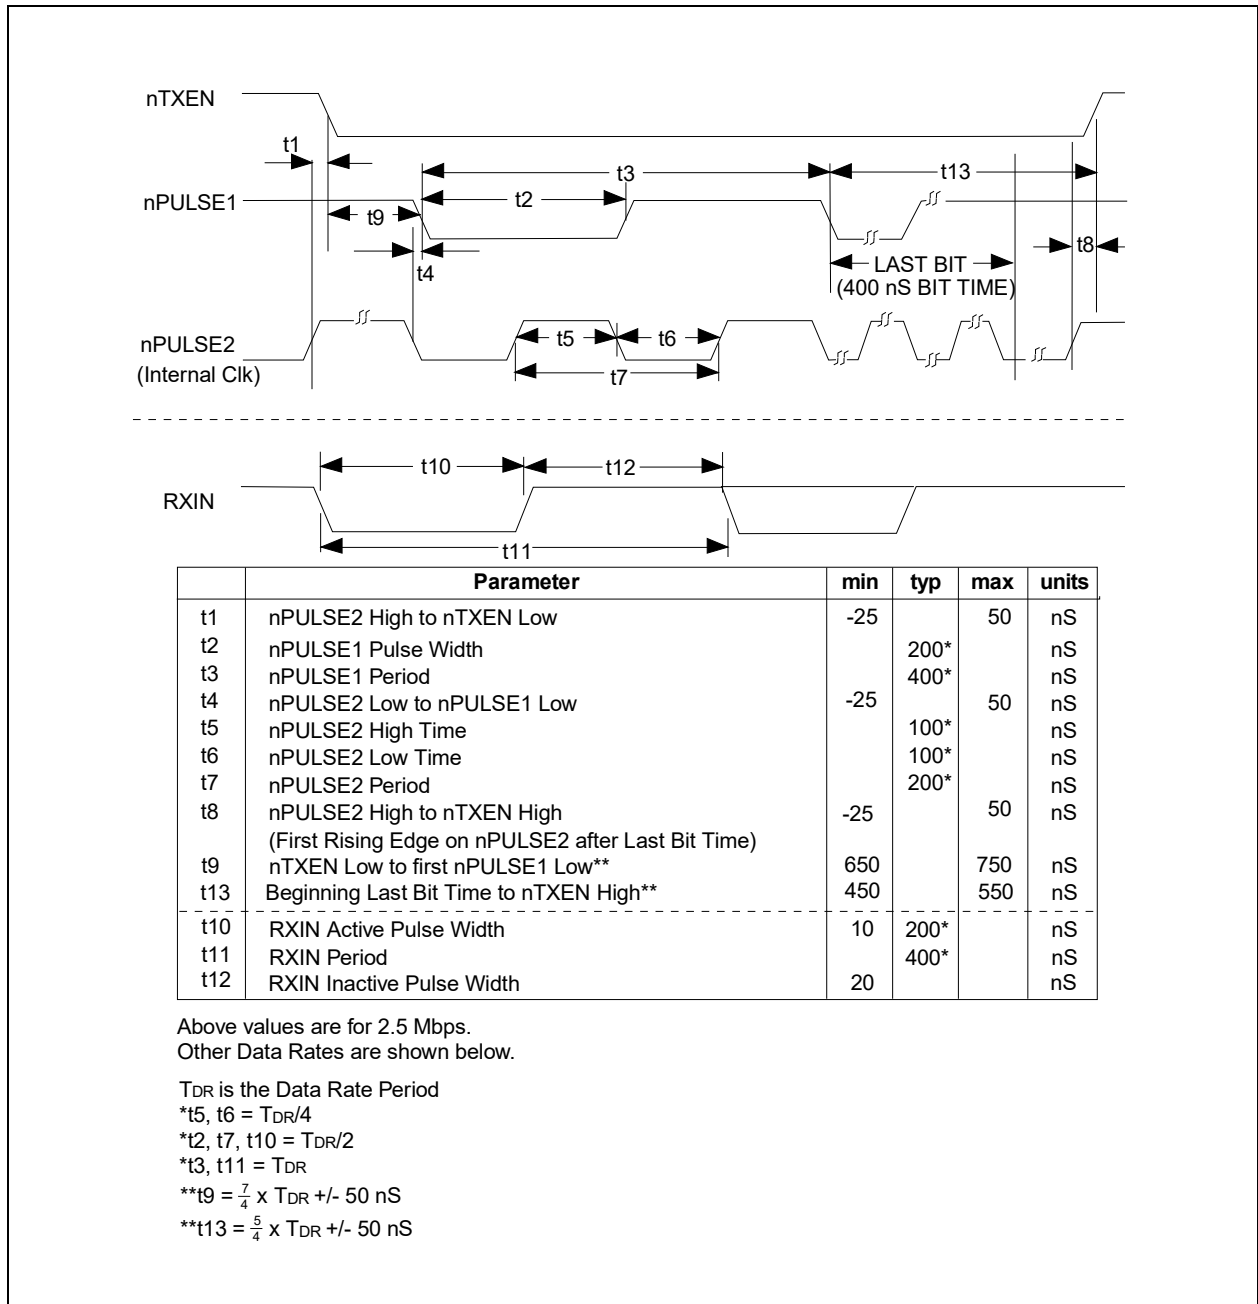 nTXEN
t1
t3
t13
nPULSE1
t2
t9
t8
t4
LAST BIT
(400 nS BIT TIME)
nPULSE2
(Internal Clk)
t5
t6
t7
t10
t12
RXIN
t11
Parameter min typ max units
t1 nPULSE2 High to nTXEN Low -25 50 nS
t2 nPULSE1 Pulse Width 200* nS
t3 nPULSE1 Period 400* nS
t4 nPULSE2 Low to nPULSE1 Low -25 50 nS
t5 nPULSE2 High Time 100* nS
t6 nPULSE2 Low Time 100* nS
t7 nPULSE2 Period 200* nS
t8 nPULSE2 High to nTXEN High -25 50 nS
(First Rising Edge on nPULSE2 after Last Bit Time)
t9 nTXEN Low to first nPULSE1 Low** 650 750 nS
t13 Beginning Last Bit Time to nTXEN High** 450 550 nS
t10 RXIN Active Pulse Width 10 200* nS
t11 RXIN Period 400* nS
t12 RXIN Inactive Pulse Width 20 nS
Above values are for 2.5 Mbps.
Other Data Rates are shown below.
TDR is the Data Rate Period
*t5, t6 = TDR/4
*t2, t7, t10 = TDR/2
*t3, t11 = TDR
**t9 = 7/4 x TDR +/- 50 nS
**t13 = 5/4 x TDR +/- 50 nS